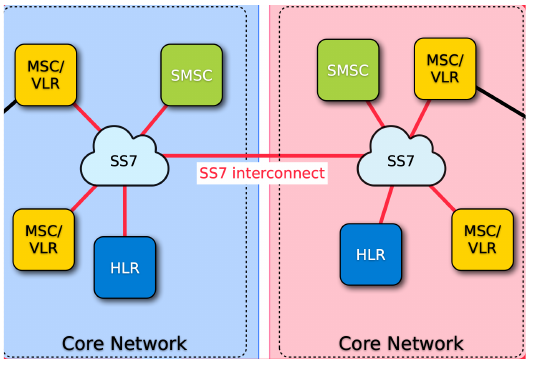 MSC/
VLR
SMSC
SS7
MSC/
VLR
HLR
Core Network
SS7 interconnect
SMSC
MSC/
VLR
SS7
HLR
MSC/
VLR
Core Network